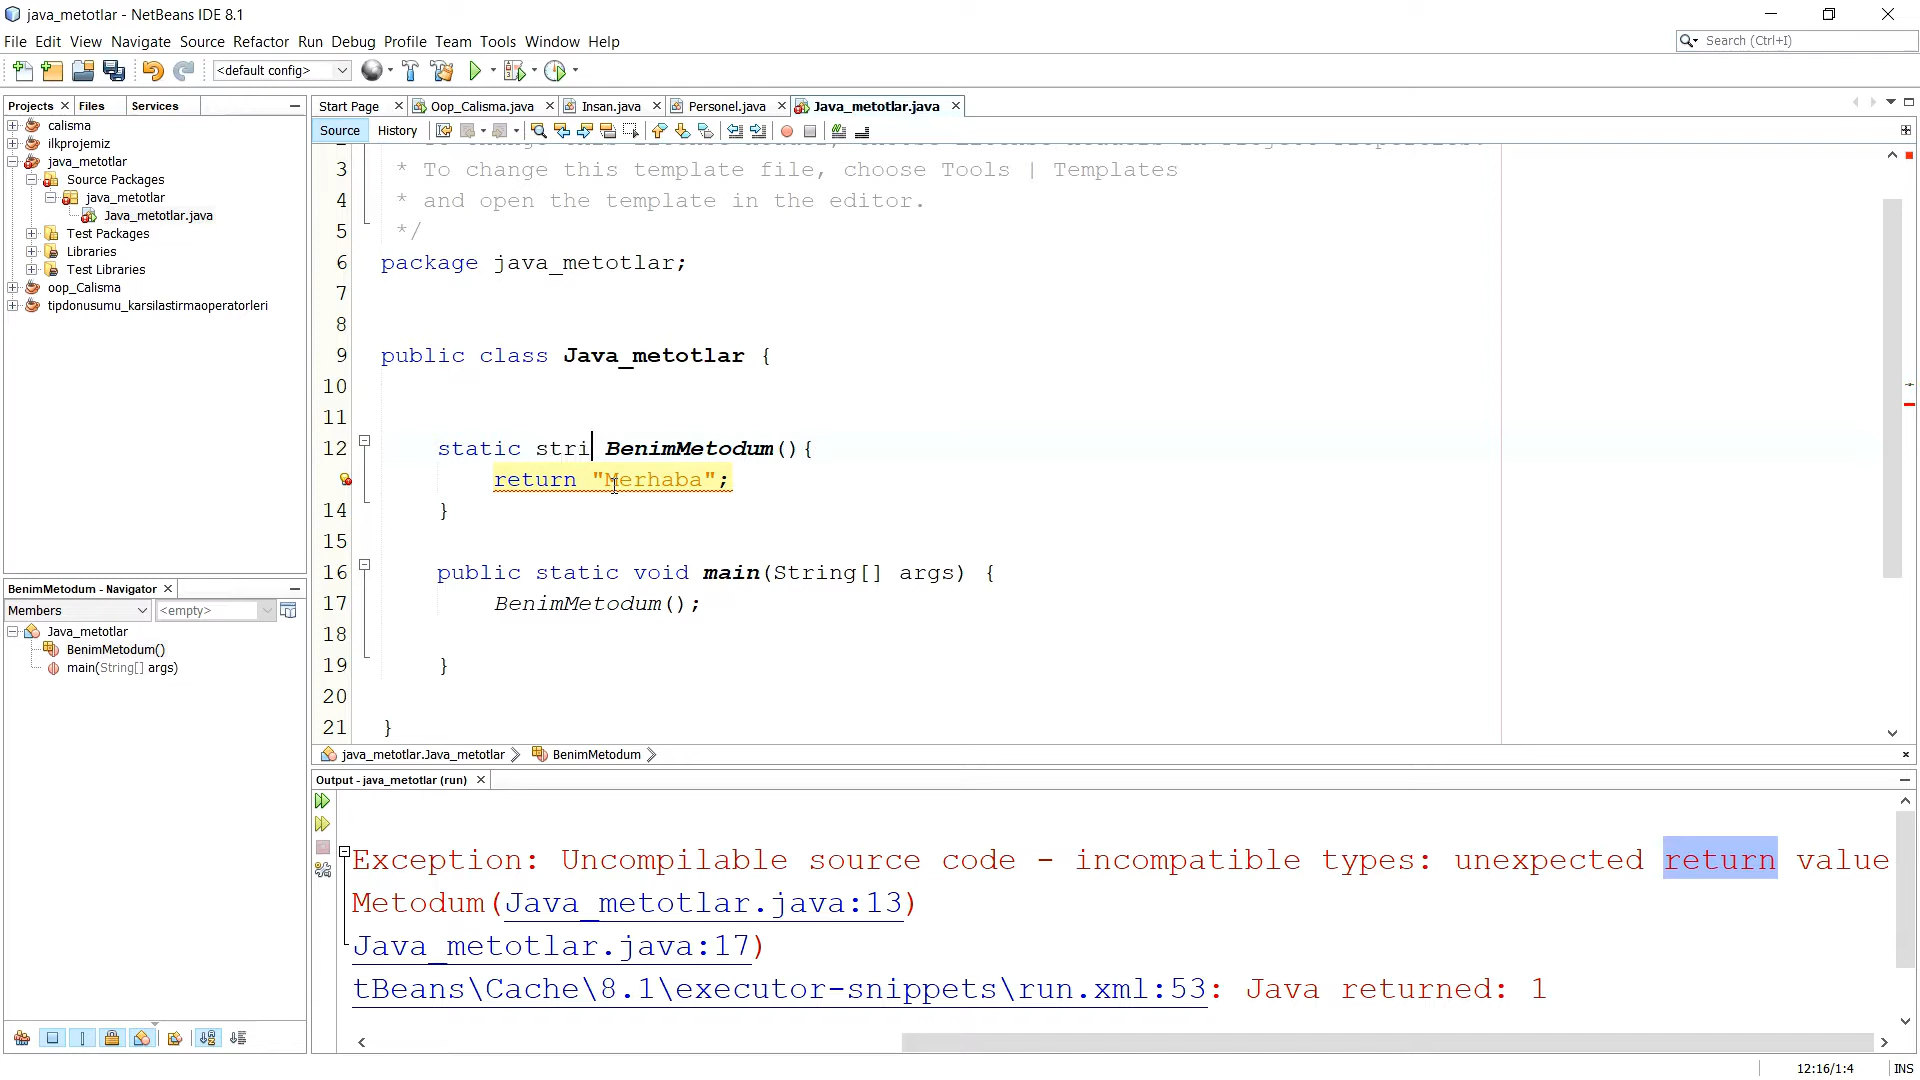 java_metotlar - NetBeans IDE 8.1
File Edit View Navigate Source Refactor Run Debug Profile Team Tools Window Help
Search (Ctrl+I)
<default config>
Projects Files Services
Start Page Oop_Calisma.java Insan.java Personel.java Java_metotlar.java
Source History
calisma
ilkprojemiz
java_metotlar
Source Packages
java_metotlar
Java_metotlar.java
Test Packages
Libraries
Test Libraries
oop_Calisma
tipdonusumu_karsilastirmaoperatorleri
3 * To change this template file, choose Tools | Templates
4 * and open the template in the editor.
5 */
6 package java_metotlar;
7
8
9 public class Java_metotlar {
10
11
12 static stri BenimMetodum(){
return "Merhaba";
14 }
15
16 public static void main(String[] args) {
17 BenimMetodum();
18
19 }
20
21 }
BenimMetodum - Navigator
Members <empty>
Java_metotlar
BenimMetodum()
main(String[] args)
java_metotlar.Java_metotlar BenimMetodum
Output - java_metotlar (run)
Exception: Uncompilable source code - incompatible types: unexpected return value
Metodum(Java_metotlar.java:13)
Java_metotlar.java:17)
tBeans\Cache\8.1\executor-snippets\run.xml:53: Java returned: 1
12:16/1:4 INS